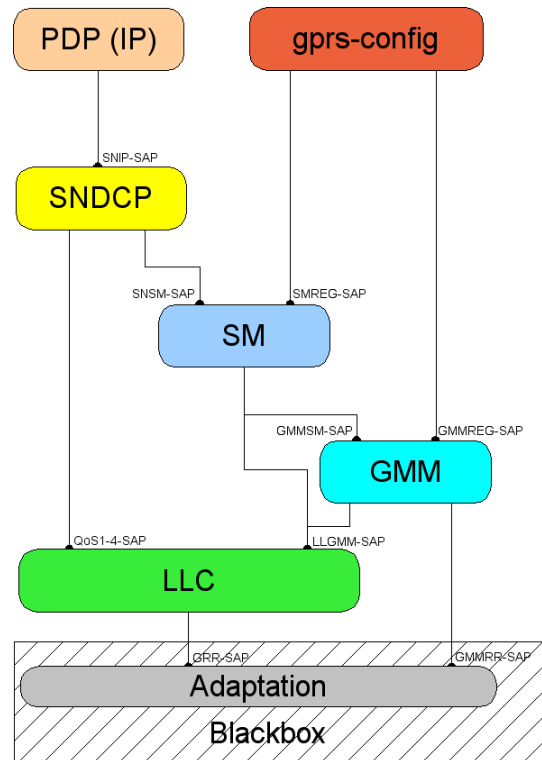 PDP (IP)
gprs-config
SNIP-SAP
SNDCP
SNSM-SAP
SMREG-SAP
SM
GMMSM-SAP
GMMREG-SAP
GMM
QoS1-4-SAP
LLGMM-SAP
LLC
GRR-SAP
GMMRR-SAP
Adaptation
Blackbox